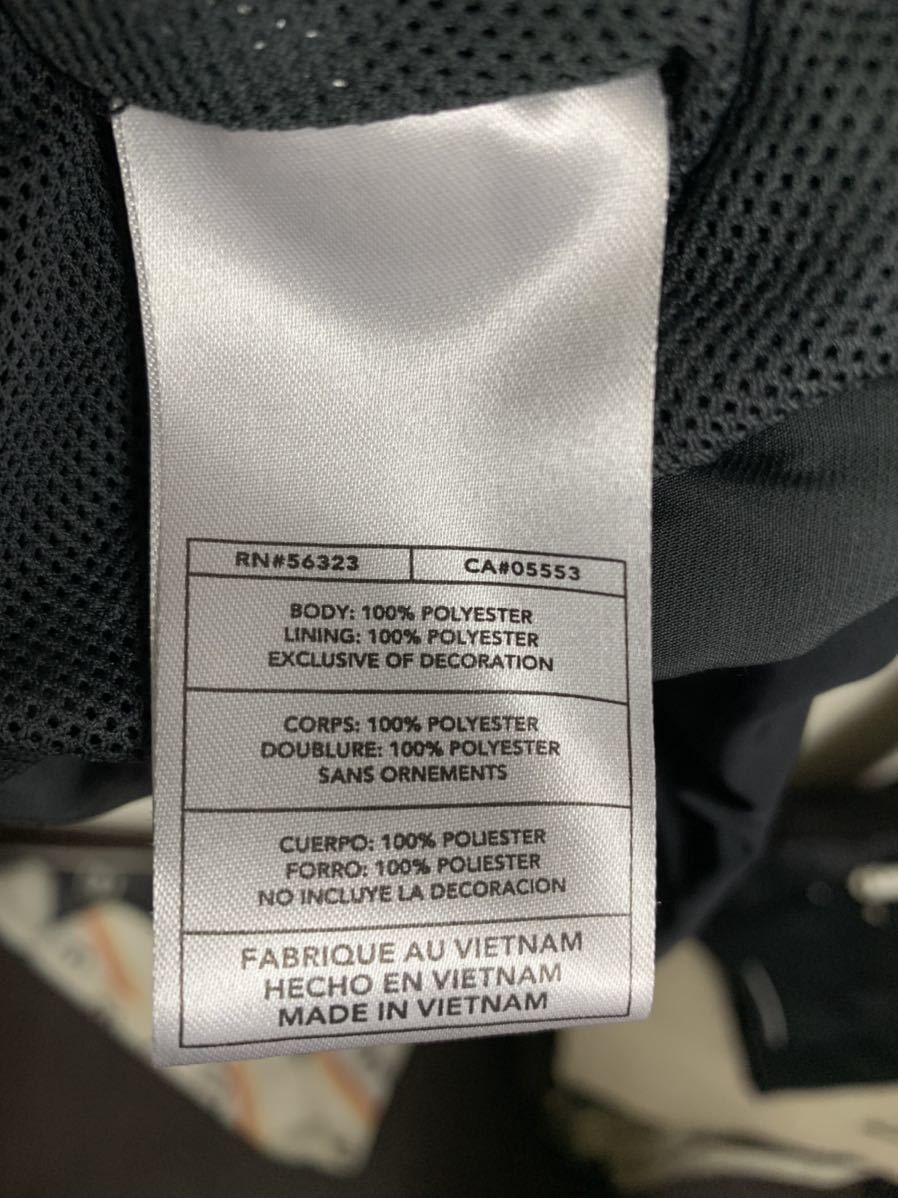 RN#56323 CA#05553
BODY: 100% POLYESTER
LINING: 100% POLYESTER
EXCLUSIVE OF DECORATION
CORPS: 100% POLYESTER
DOUBLURE: 100% POLYESTER
SANS ORNEMENTS
CUERPO: 100% POLIESTER
FORRO: 100% POLIESTER
NO INCLUYE LA DECORACION
FABRIQUE AU VIETNAM
HECHO EN VIETNAM
MADE IN VIETNAM